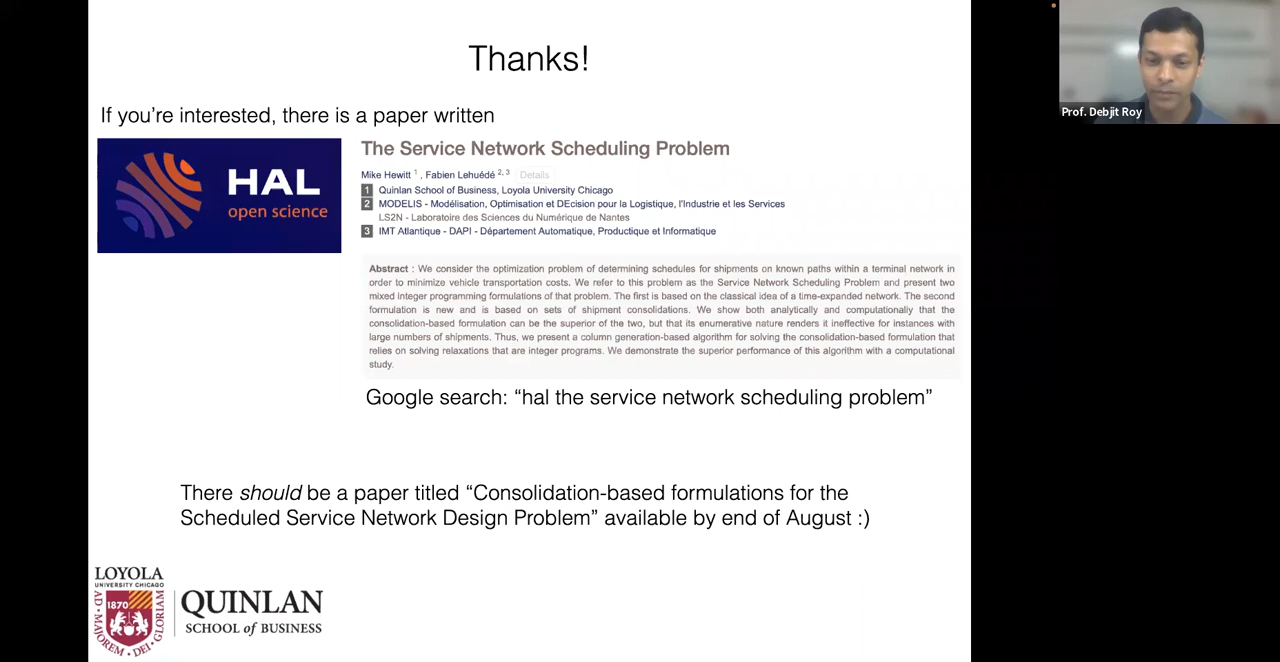 Thanks!
If you're interested, there is a paper written
HAL
open science
The Service Network Scheduling Problem
Mike Hewitt 1 , Fabien Lehuédé 2, 3 Details
1 Quinlan School of Business, Loyola University Chicago
2 MODELIS - Modélisation, Optimisation et DEcision pour la Logistique, l'Industrie et les Services
LS2N - Laboratoire des Sciences du Numérique de Nantes
3 IMT Atlantique - DAPI - Département Automatique, Productique et Informatique
Abstract : We consider the optimization problem of determining schedules for shipments on known paths within a terminal network in
order to minimize vehicle transportation costs. We refer to this problem as the Service Network Scheduling Problem and present two
mixed integer programming formulations of that problem. The first is based on the classical idea of a time-expanded network. The second
formulation is new and is based on sets of shipment consolidations. We show both analytically and computationally that the
consolidation-based formulation can be the superior of the two, but that its enumerative nature renders it ineffective for instances with
large numbers of shipments. Thus, we present a column generation-based algorithm for solving the consolidation-based formulation that
relies on solving relaxations that are integer programs. We demonstrate the superior performance of this algorithm with a computational
study.
Google search: “hal the service network scheduling problem”
There should be a paper titled “Consolidation-based formulations for the
Scheduled Service Network Design Problem” available by end of August :)
LOYOLA
UNIVERSITY CHICAGO
1870
AD • MAJOREM • DEI • GLORIAM
QUINLAN
SCHOOL of BUSINESS
Prof. Debjit Roy